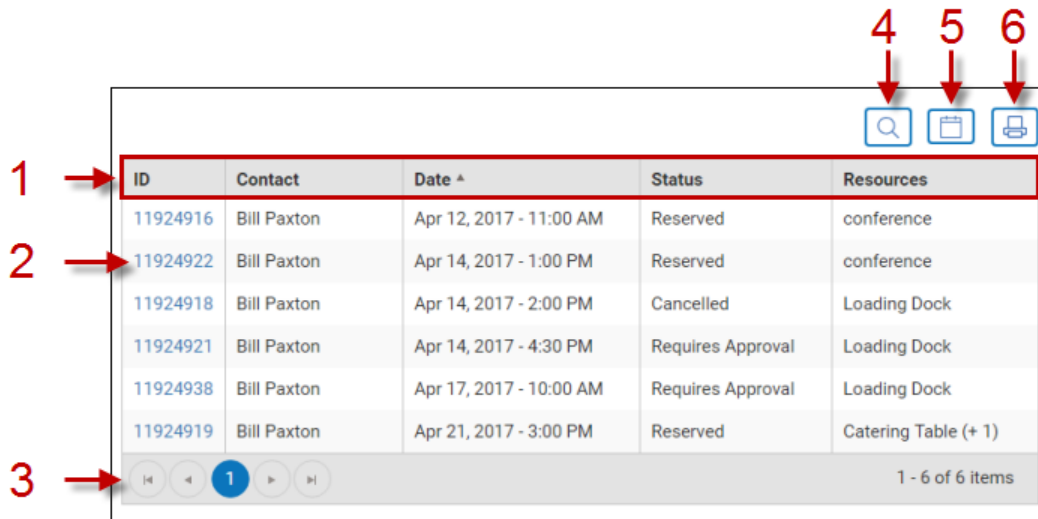 4 5 6
1 ID Contact Date Status Resources
11924916 Bill Paxton Apr 12, 2017 - 11:00 AM Reserved conference
2 11924922 Bill Paxton Apr 14, 2017 - 1:00 PM Reserved conference
11924918 Bill Paxton Apr 14, 2017 - 2:00 PM Cancelled Loading Dock
11924921 Bill Paxton Apr 14, 2017 - 4:30 PM Requires Approval Loading Dock
11924938 Bill Paxton Apr 17, 2017 - 10:00 AM Requires Approval Loading Dock
11924919 Bill Paxton Apr 21, 2017 - 3:00 PM Reserved Catering Table (+ 1)
3 1 1 - 6 of 6 items